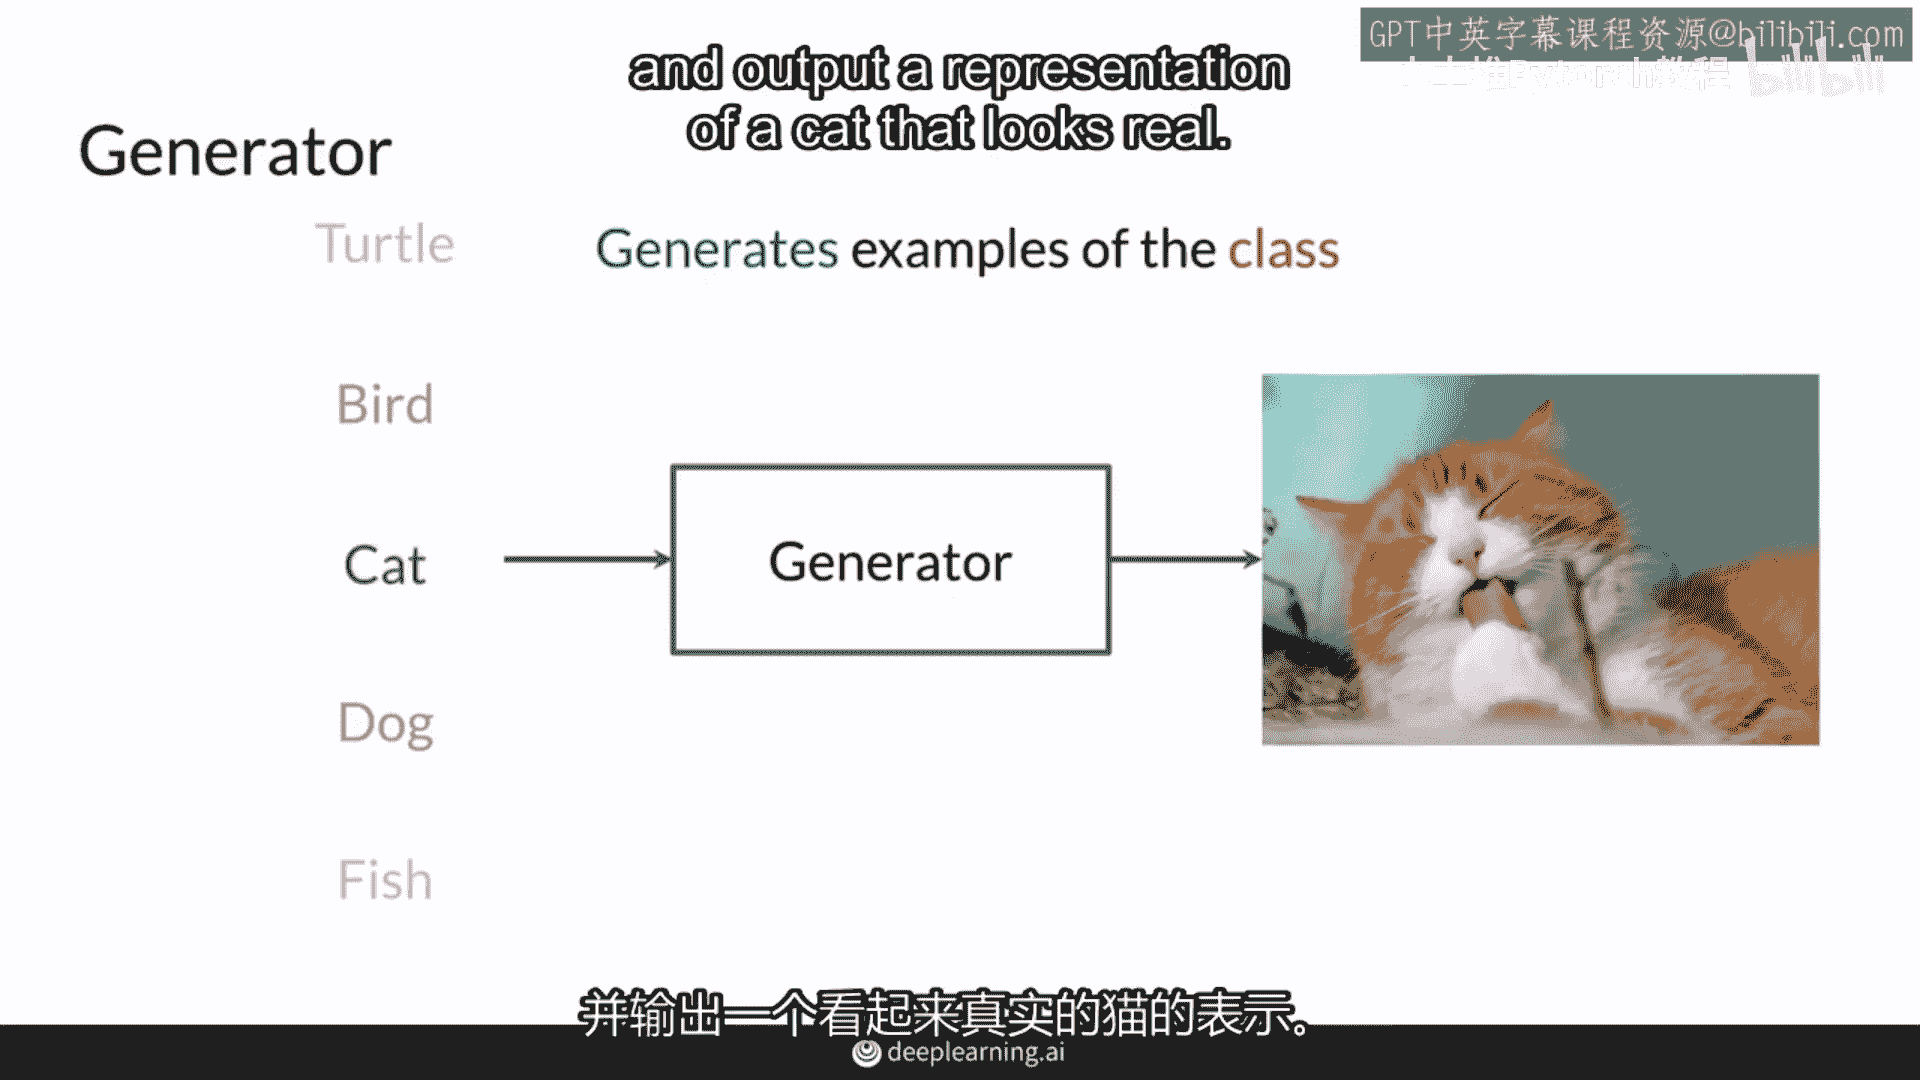 GPT中英字幕课程资源@bilibili.com
and output a representation
of a cat that looks real.
Generator
Turtle
Generates examples of the class
Bird
Cat
Generator
Dog
Fish
并输出一个看起来真实的猫的表示。
deeplearning.ai